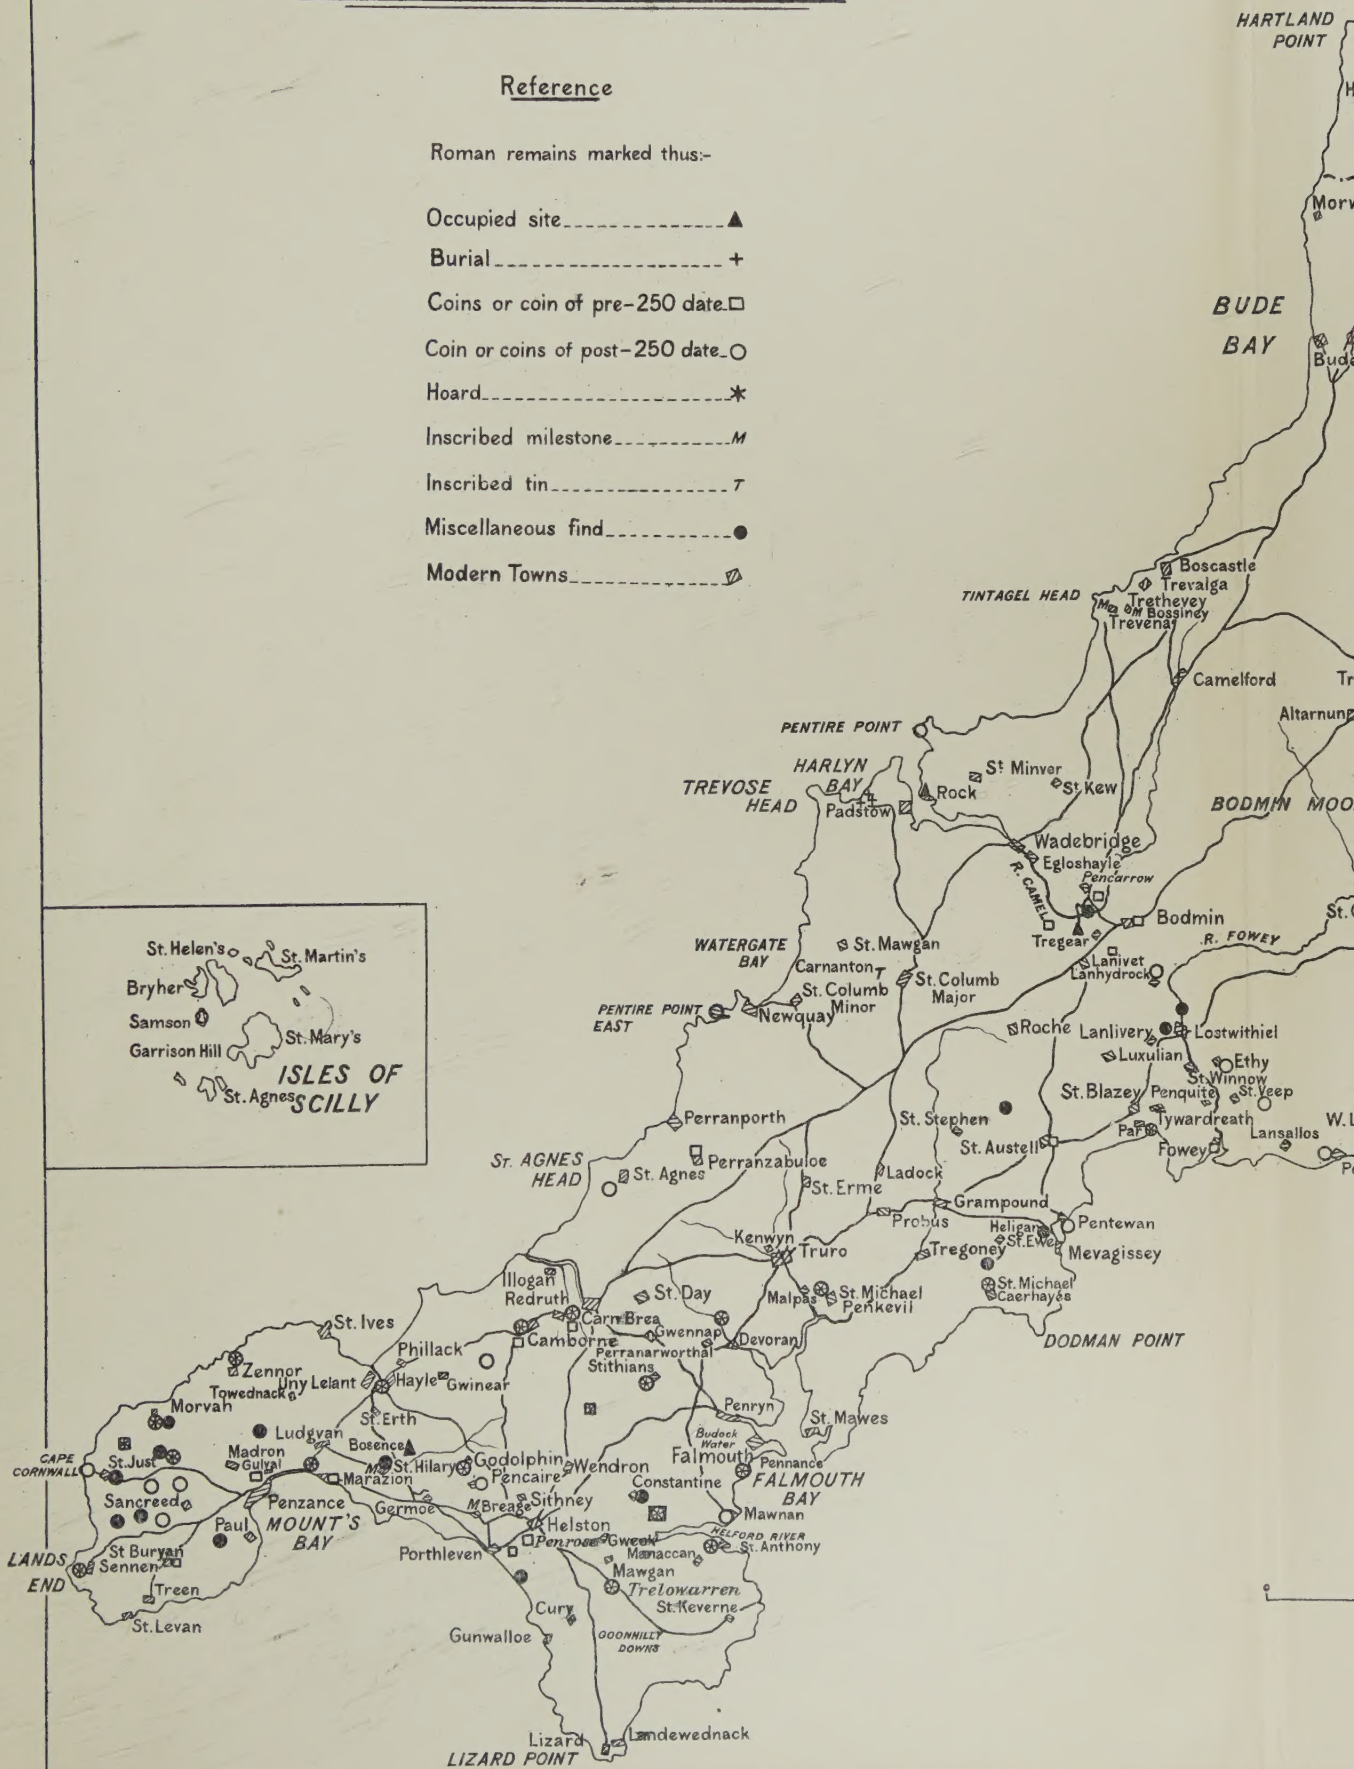 HARTLAND
POINT
Reference
Roman remains marked thus:-
Occupied site
Burial
Coins or coin of pre-250 date
Coin or coins of post-250 date
Hoard
Inscribed milestone M
Inscribed tin T
Miscellaneous find
Modern Towns
BUDE
BAY
Boscastle
Trevalga
TINTAGEL HEAD
M
Trethevey
M Bossiney
Trevena
Camelford
Altarnun
PENTIRE POINT
HARLYN
BAY
TREVOSE
HEAD
Padstow
Rock
St Minver
St Kew
BODMIN
Wadebridge
Egloshayle
Pencarrow
R. CAMEL
Bodmin
Tregear
R. FOWEY
WATERGATE
BAY
St. Mawgan
Carnanton T
Lanivet
Lanhydrock
St. Columb
Minor
St. Columb
Major
PENTIRE POINT
EAST
Newquay
Roche
Lanlivery
Lostwithiel
Luxulian
Ethy
St. Winnow
St. Veep
St. Blazey
Penquite
Tywardreath
Par
Lansallos
Fowey
St. Stephen
St. Austell
Perranporth
St. AGNES
HEAD
St. Agnes
Perranzabuloe
St. Erme
Ladock
Grampound
Probus
Pentewan
Heligan
St. Ewe
Mevagissey
Kenwyn
Truro
Tregoney
St. Michael
Caerhayes
Malpas
St. Michael
Penkevil
DODMAN POINT
Illogan
Redruth
St. Day
Carn Brea
Camborne
Gwennap
Devoran
Perranarworthal
Stithians
St. Ives
Phillack
Zennor
Towednack
Uny Lelant
Hayle
Gwinear
Morvah
St. Erth
Penryn
St. Mawes
Ludgvan
Bosence
Budock
Water
Falmouth
Pennance
FALMOUTH
BAY
CAPE
CORNWALL
St. Just
Madron
Gulval
M
St. Hilary
Godolphin
Pencaire
Wendron
Constantine
Marazion
Sancreed
Penzance
Germoe
M
Breage
Sithney
Mawnan
MOUNT'S
BAY
Paul
Helston
Penrose
Gweek
HELFORD RIVER
St. Anthony
Porthleven
Manaccan
Mawgan
Trelowarren
LANDS
END
St Buryan
Sennen
Treen
St. Levan
Cury
St. Keverne
Gunwalloe
GOONHILLY
DOWNS
Lizard
Landewednack
LIZARD POINT
St. Helen's
St. Martin's
Bryher
Samson
St. Mary's
Garrison Hill
St. Agnes
ISLES OF
SCILLY